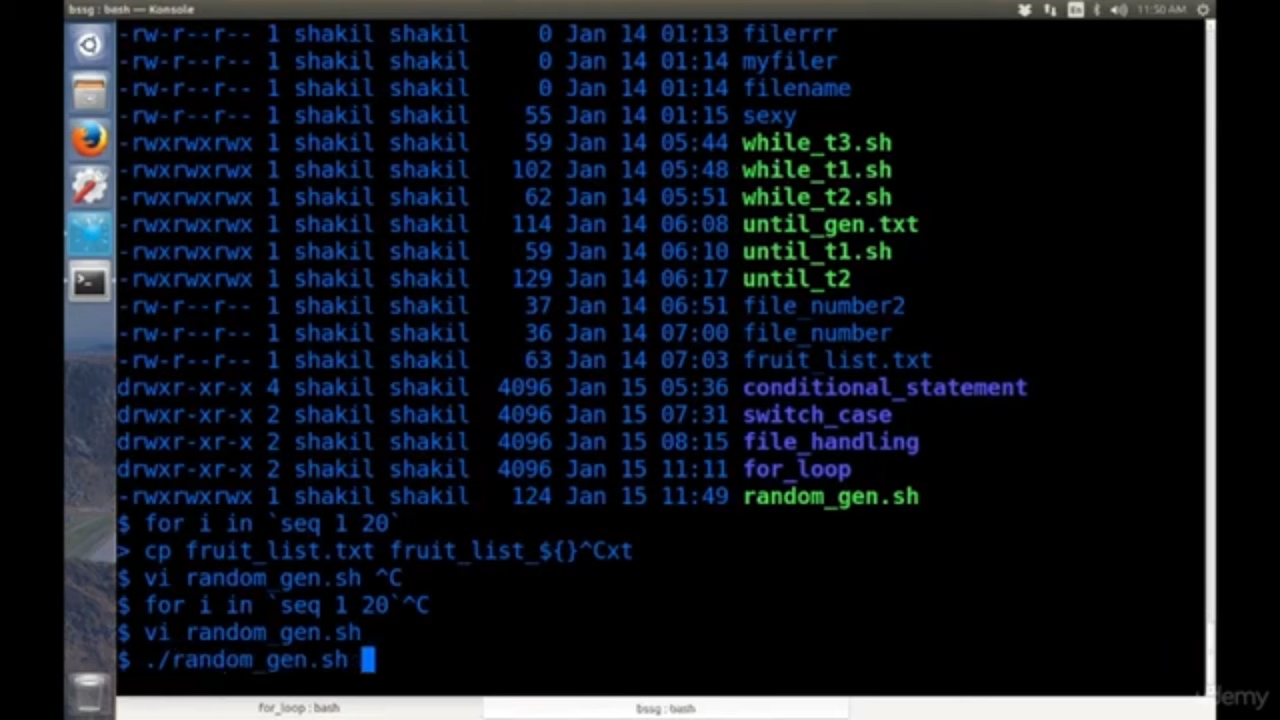 bssg : bash — Konsole
En 11:50 AM
-rw-r--r-- 1 shakil shakil 0 Jan 14 01:13 filerrr
-rw-r--r-- 1 shakil shakil 0 Jan 14 01:14 myfiler
-rw-r--r-- 1 shakil shakil 0 Jan 14 01:14 filename
-rw-r--r-- 1 shakil shakil 55 Jan 14 01:15 sexy
-rwxrwxrwx 1 shakil shakil 59 Jan 14 05:44 while_t3.sh
-rwxrwxrwx 1 shakil shakil 102 Jan 14 05:48 while_t1.sh
-rwxrwxrwx 1 shakil shakil 62 Jan 14 05:51 while_t2.sh
-rwxrwxrwx 1 shakil shakil 114 Jan 14 06:08 until_gen.txt
-rwxrwxrwx 1 shakil shakil 59 Jan 14 06:10 until_t1.sh
-rwxrwxrwx 1 shakil shakil 129 Jan 14 06:17 until_t2
-rw-r--r-- 1 shakil shakil 37 Jan 14 06:51 file_number2
-rw-r--r-- 1 shakil shakil 36 Jan 14 07:00 file_number
-rw-r--r-- 1 shakil shakil 63 Jan 14 07:03 fruit_list.txt
drwxr-xr-x 4 shakil shakil 4096 Jan 15 05:36 conditional_statement
drwxr-xr-x 2 shakil shakil 4096 Jan 15 07:31 switch_case
drwxr-xr-x 2 shakil shakil 4096 Jan 15 08:15 file_handling
drwxr-xr-x 2 shakil shakil 4096 Jan 15 11:11 for_loop
-rwxrwxrwx 1 shakil shakil 124 Jan 15 11:49 random_gen.sh
$ for i in `seq 1 20`
> cp fruit_list.txt fruit_list_${}^Cxt
$ vi random_gen.sh ^C
$ for i in `seq 1 20`^C
$ vi random_gen.sh
$ ./random_gen.sh
for_loop : bash
bssg : bash
udemy